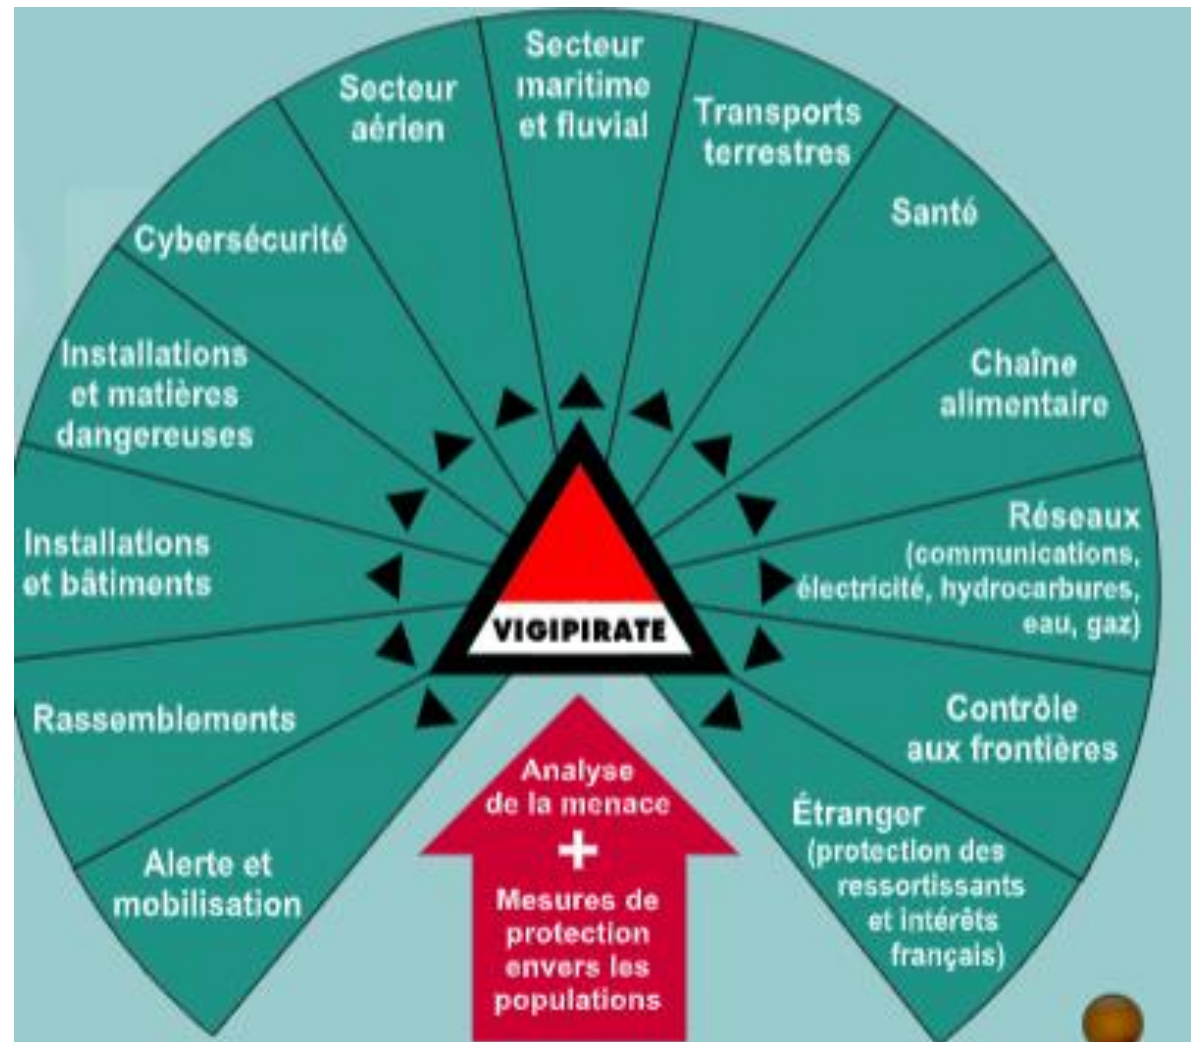 Secteur
maritime
et fluvial
Secteur
aérien
Transports
terrestres
Cybersécurité
Santé
Installations
et matières
dangereuses
Chaîne
alimentaire
Installations
et bâtiments
Réseaux
(communications,
électricité, hydrocarbures,
eau, gaz)
VIGIPIRATE
Rassemblements
Contrôle
aux frontières
Alerte et
mobilisation
Étranger
(protection des
ressortissants
et intérêts
français)
Analyse
de la menace
+
Mesures de
protection
envers les
populations